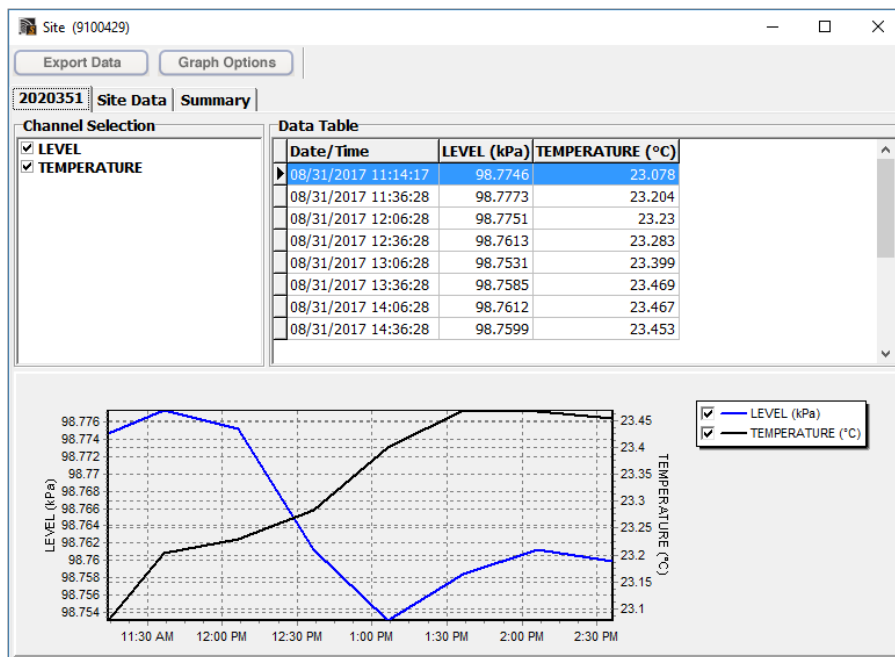 Site (9100429)
Export Data Graph Options
2020351 Site Data Summary
Channel Selection
LEVEL
TEMPERATURE
Data Table
Date/Time LEVEL (kPa) TEMPERATURE (°C)
08/31/2017 11:14:17 98.7746 23.078
08/31/2017 11:36:28 98.7773 23.204
08/31/2017 12:06:28 98.7751 23.23
08/31/2017 12:36:28 98.7613 23.283
08/31/2017 13:06:28 98.7531 23.399
08/31/2017 13:36:28 98.7585 23.469
08/31/2017 14:06:28 98.7612 23.467
08/31/2017 14:36:28 98.7599 23.453
LEVEL (kPa)
98.776
98.774
98.772
98.77
98.768
98.766
98.764
98.762
98.76
98.758
98.756
98.754
11:30 AM 12:00 PM 12:30 PM 1:00 PM 1:30 PM 2:00 PM 2:30 PM
23.45
23.4
23.35
23.3
23.25
23.2
23.15
23.1
TEMPERATURE (°C)
LEVEL (kPa)
TEMPERATURE (°C)